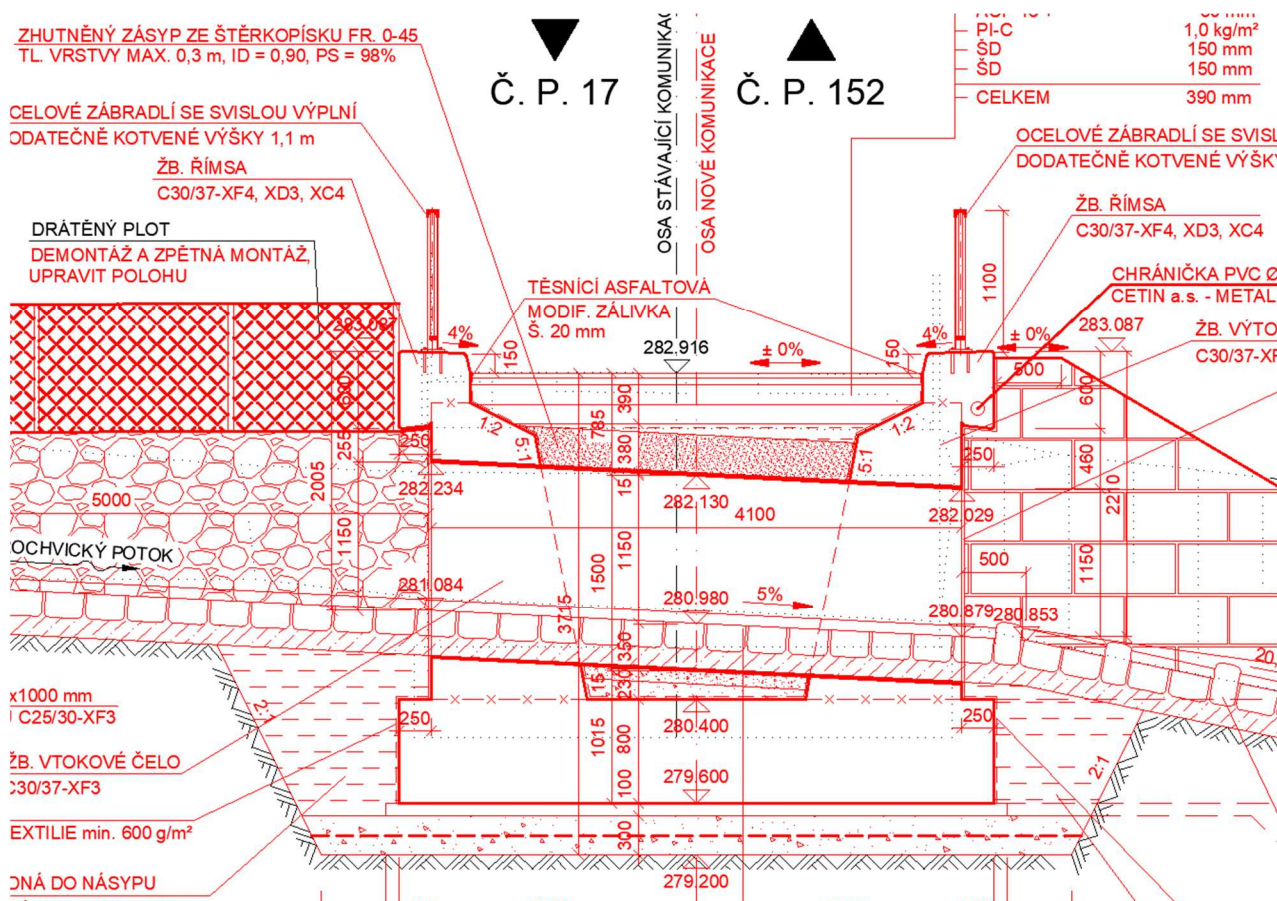 ZHUTNĚNÝ ZÁSYP ZE ŠTĚRKOPÍSKU FR. 0-45
TL. VRSTVY MAX. 0,3 m, ID = 0,90, PS = 98%
Č. P. 17
Č. P. 152
OSA STÁVAJÍCÍ KOMUNIKAC
OSA NOVÉ KOMUNIKACE
PI-C 1,0 kg/m²
ŠD 150 mm
ŠD 150 mm
CELKEM 390 mm
OCELOVÉ ZÁBRADLÍ SE SVISLOU VÝPLNÍ
ODATEČNĚ KOTVENÉ VÝŠKY 1,1 m
ŽB. ŘÍMSA
C30/37-XF4, XD3, XC4
DRÁTĚNÝ PLOT
DEMONTÁŽ A ZPĚTNÁ MONTÁŽ,
UPRAVIT POLOHU
TĚSNÍCÍ ASFALTOVÁ
MODIF. ZÁLIVKA
Š. 20 mm
OCELOVÉ ZÁBRADLÍ SE SVISL
DODATEČNĚ KOTVENÉ VÝŠKY
ŽB. ŘÍMSA
C30/37-XF4, XD3, XC4
CHRÁNIČKA PVC Ø
CETIN a.s. - METAL
ŽB. VÝTO
C30/37-XF
1100
283.087
4%
150
282.916
± 0%
150
4%
± 0%
283.087
500
600
600
390
785
1:2
1:2
5:1
5:1
255
250
380
15
250
460
2005
2210
5000
282.234
282.130
282.029
4100
1150
1150
1500
1150
500
OCHVICKÝ POTOK
281.084
280.980
5%
280.879
280.853
3715
350
15
230
20
x1000 mm
C25/30-XF3
2:1
250
280.400
250
1015
800
ŽB. VTOKOVÉ ČELO
C30/37-XF3
279.600
100
2:1
EXTILIE min. 600 g/m²
300
279.200
DNÁ DO NÁSYPU